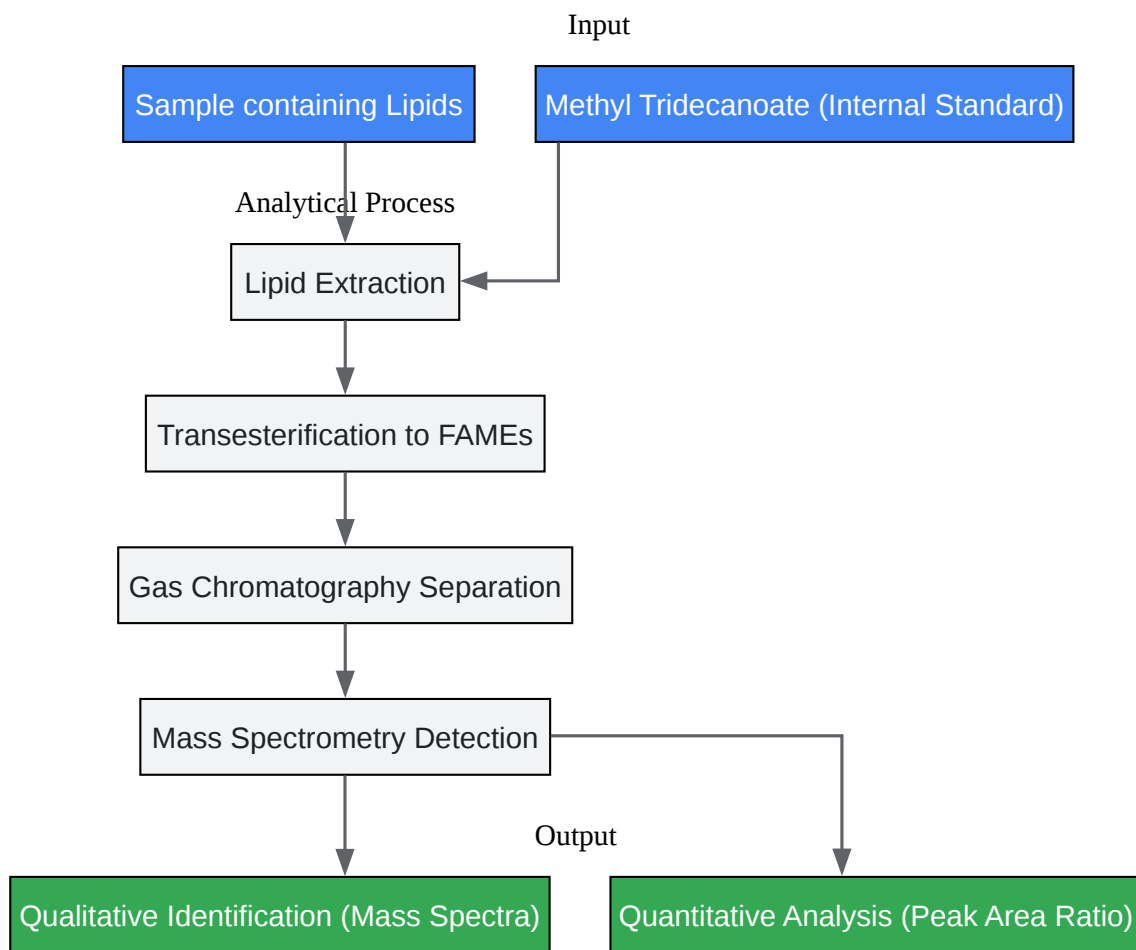 Input
Sample containing Lipids
Methyl Tridecanoate (Internal Standard)
Analytical Process
Lipid Extraction
Transesterification to FAMEs
Gas Chromatography Separation
Mass Spectrometry Detection
Output
Qualitative Identification (Mass Spectra)
Quantitative Analysis (Peak Area Ratio)